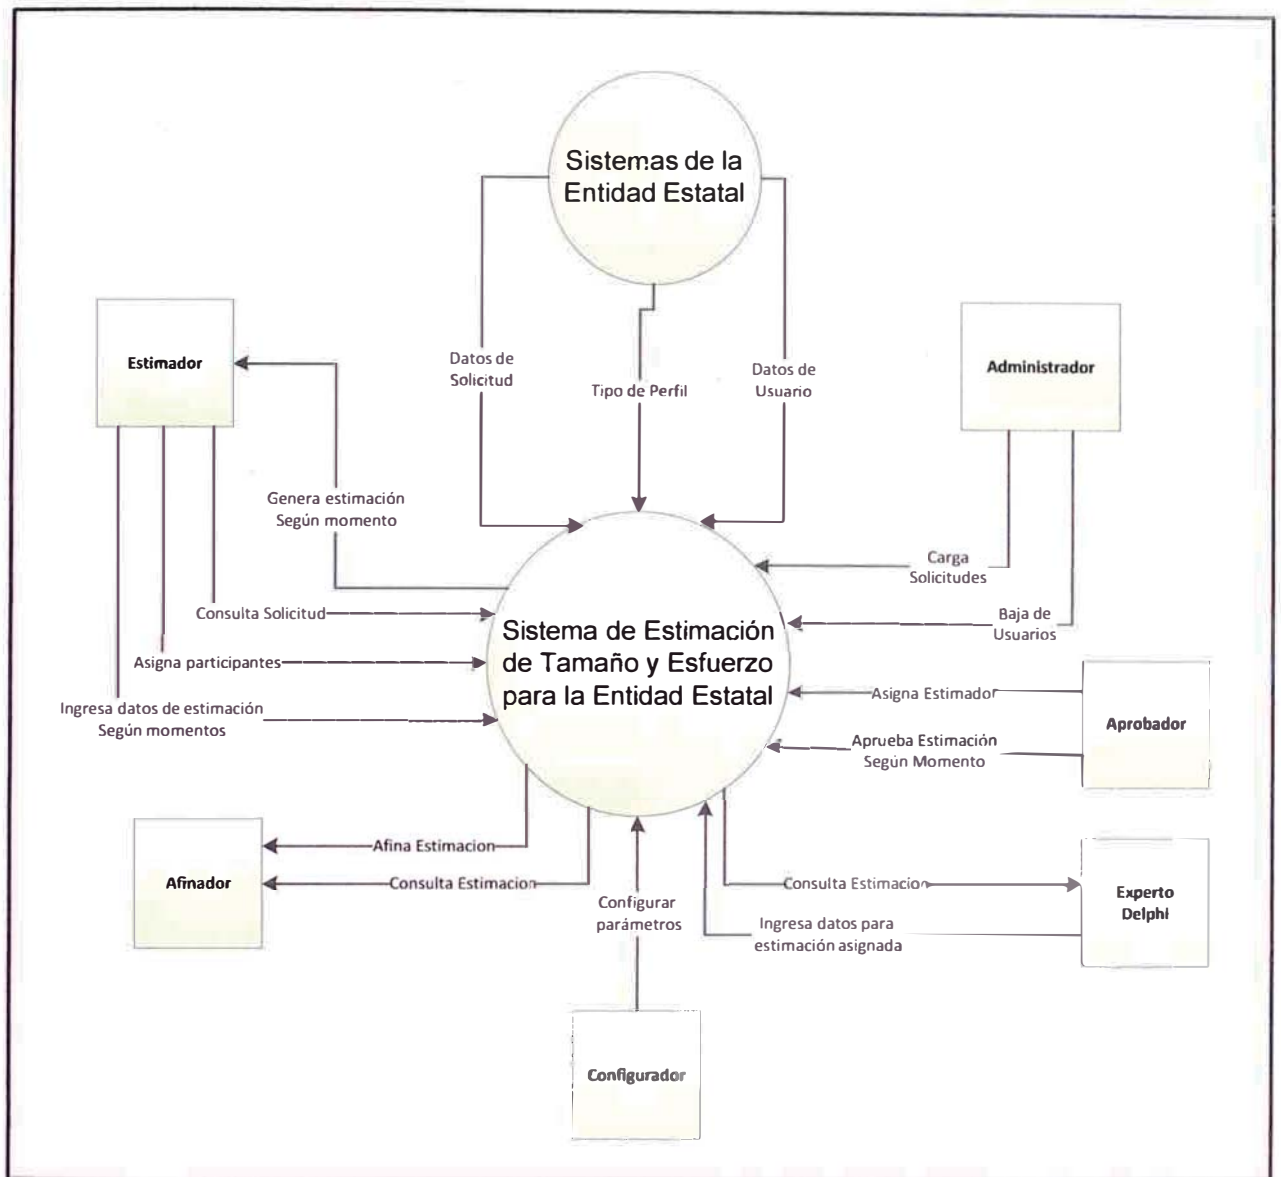 Sistemas de la
Entidad Estatal
Estimador
Administrador
Datos de
Solicitud
Tipo de Perfil
Datos de
Usuario
Genera estimación
Según momento
Carga
Solicitudes
Consulta Solicitud
Baja de
Usuarios
Sistema de Estimación
de Tamaño y Esfuerzo
para la Entidad Estatal
Asigna participantes
Asigna Estimador
Ingresa datos de estimación
Según momentos
Aprobador
Aprueba Estimación
Según Momento
Afina Estimacion
Afinador
Consulta Estimacion
Configurar
parámetros
Consulta Estimacion
Experto
Delphi
Ingresa datos para
estimación asignada
Configurador